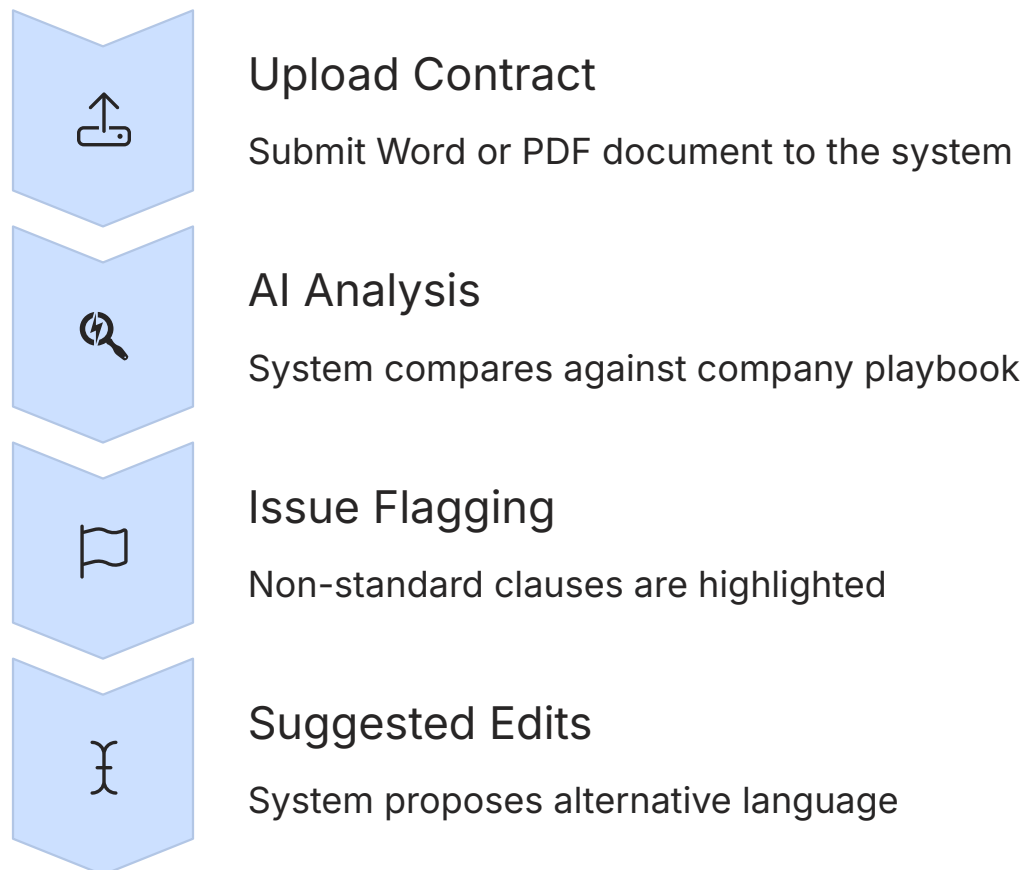 Upload Contract
Submit Word or PDF document to the system
AI Analysis
System compares against company playbook
Issue Flagging
Non-standard clauses are highlighted
Suggested Edits
System proposes alternative language